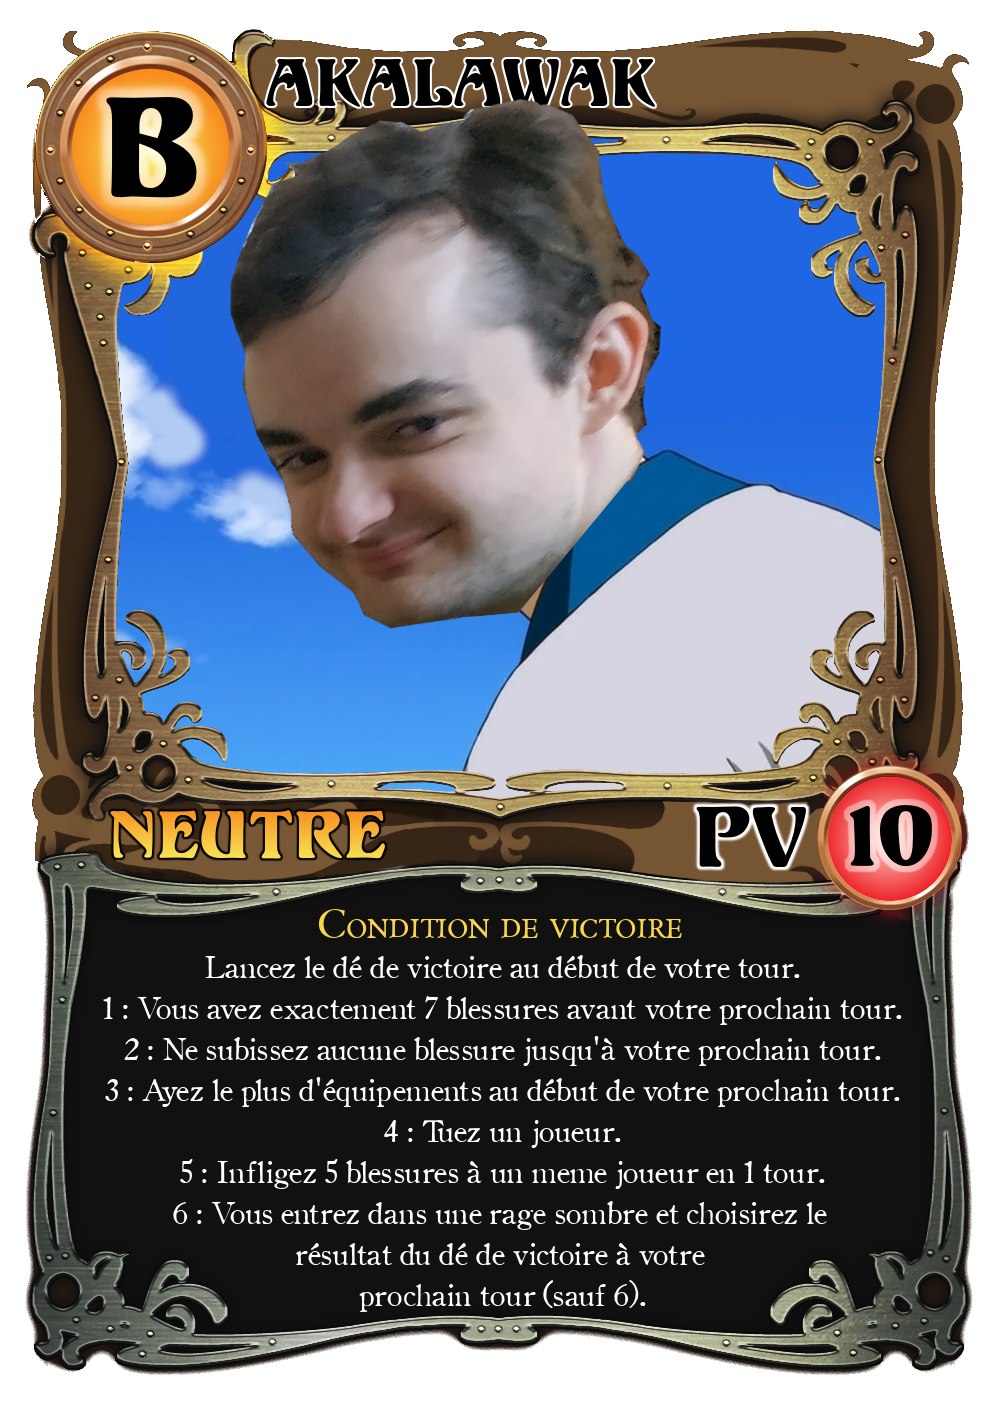 BAKALAWAK
NEUTRE
PV 10
Condition de victoire
Lancez le dé de victoire au début de votre tour.
1 : Vous avez exactement 7 blessures avant votre prochain tour.
2 : Ne subissez aucune blessure jusqu'à votre prochain tour.
3 : Ayez le plus d'équipements au début de votre prochain tour.
4 : Tuez un joueur.
5 : Infligez 5 blessures à un meme joueur en 1 tour.
6 : Vous entrez dans une rage sombre et choisirez le
résultat du dé de victoire à votre
prochain tour (sauf 6).